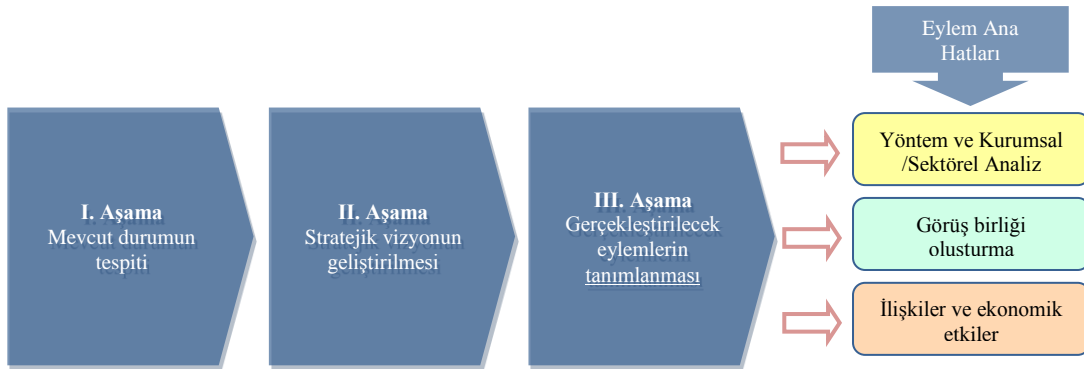 Eylem Ana
Hatları
I. Aşama
Mevcut durumun
tespiti
II. Aşama
Stratejik vizyonun
geliştirilmesi
III. Aşama
Gerçekleştirilecek
eylemlerin
tanımlanması
Yöntem ve Kurumsal
/Sektörel Analiz
Görüş birliği
olusturma
İlişkiler ve ekonomik
etkiler